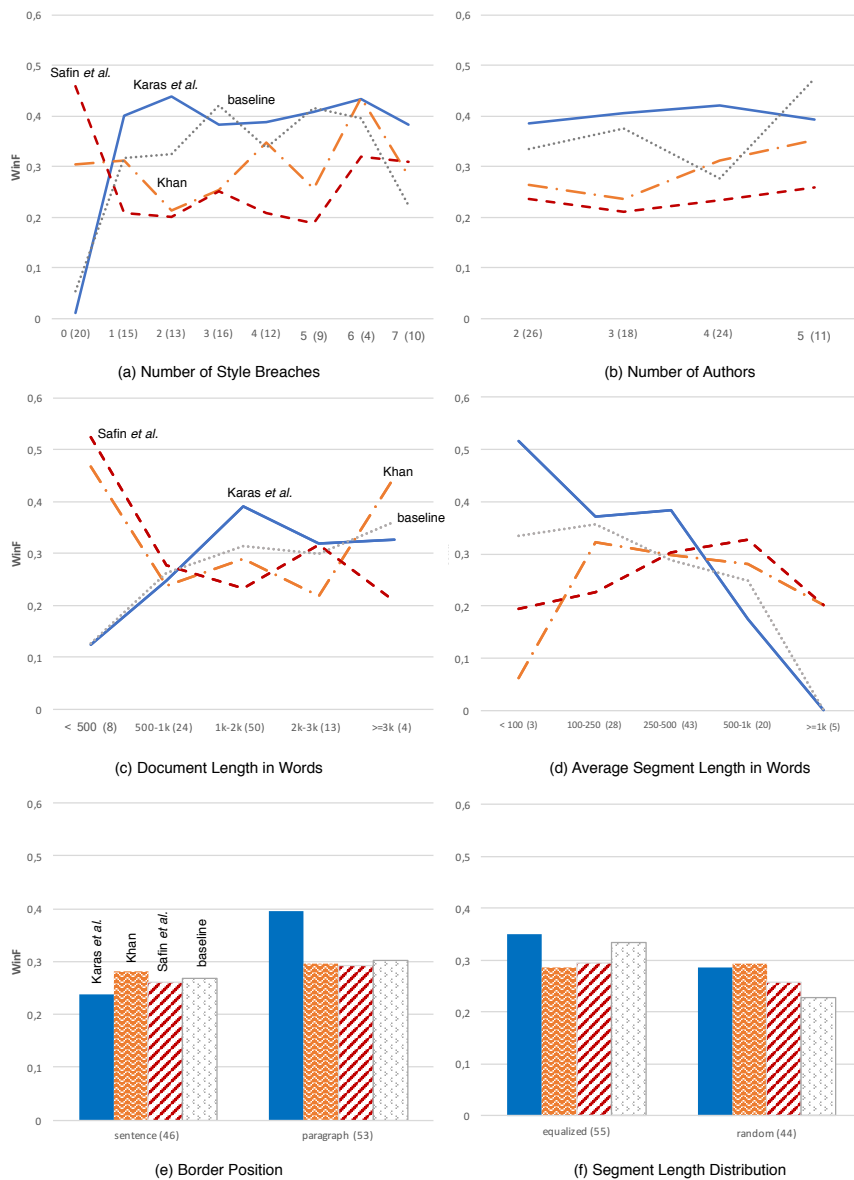 0,6
0,5
0,4
0,3
0,2
0,1
0
WinF
Safin et al.
Karas et al.
baseline
Khan
0 (20) 1 (15) 2 (13) 3 (16) 4 (12) 5 (9) 6 (4) 7 (10)
(a) Number of Style Breaches
0,6
0,5
0,4
0,3
0,2
0,1
0
2 (26) 3 (18) 4 (24) 5 (11)
(b) Number of Authors
0,6
0,5
0,4
0,3
0,2
0,1
0
WinF
Safin et al.
Karas et al.
Khan
baseline
< 500 (8) 500-1k (24) 1k-2k (50) 2k-3k (13) >=3k (4)
(c) Document Length in Words
0,6
0,5
0,4
0,3
0,2
0,1
0
< 100 (3) 100-250 (28) 250-500 (43) 500-1k (20) >=1k (5)
(d) Average Segment Length in Words
0,6
0,5
0,4
0,3
0,2
0,1
0
WinF
Karas et al.
Khan
Safin et al.
baseline
sentence (46) paragraph (53)
(e) Border Position
0,6
0,5
0,4
0,3
0,2
0,1
0
equalized (55) random (44)
(f) Segment Length Distribution